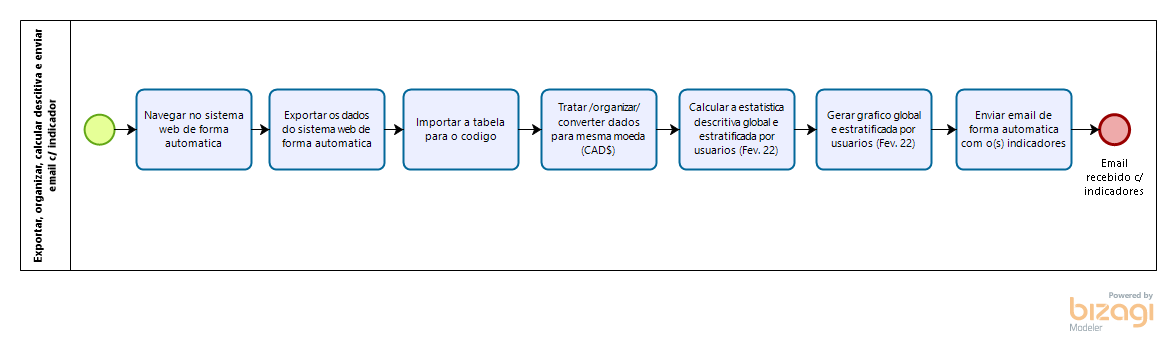 Exportar, organizar, calcular descitiva e enviar
email c/ indicador
Navegar no sistema
web de forma
automatica
Exportar os dados
do sistema web de
forma automatica
Importar a tabela
para o codigo
Tratar /organizar/
converter dados
para mesma moeda
(CAD$)
Calcular a estatistica
descritiva global e
estratificada por
usuarios (Fev. 22)
Gerar grafico global
e estratificada por
usuarios (Fev. 22)
Enviar email de
forma automatica
com o(s) indicadores
Email
recebido c/
indicadores
Powered by
bizagi
Modeler